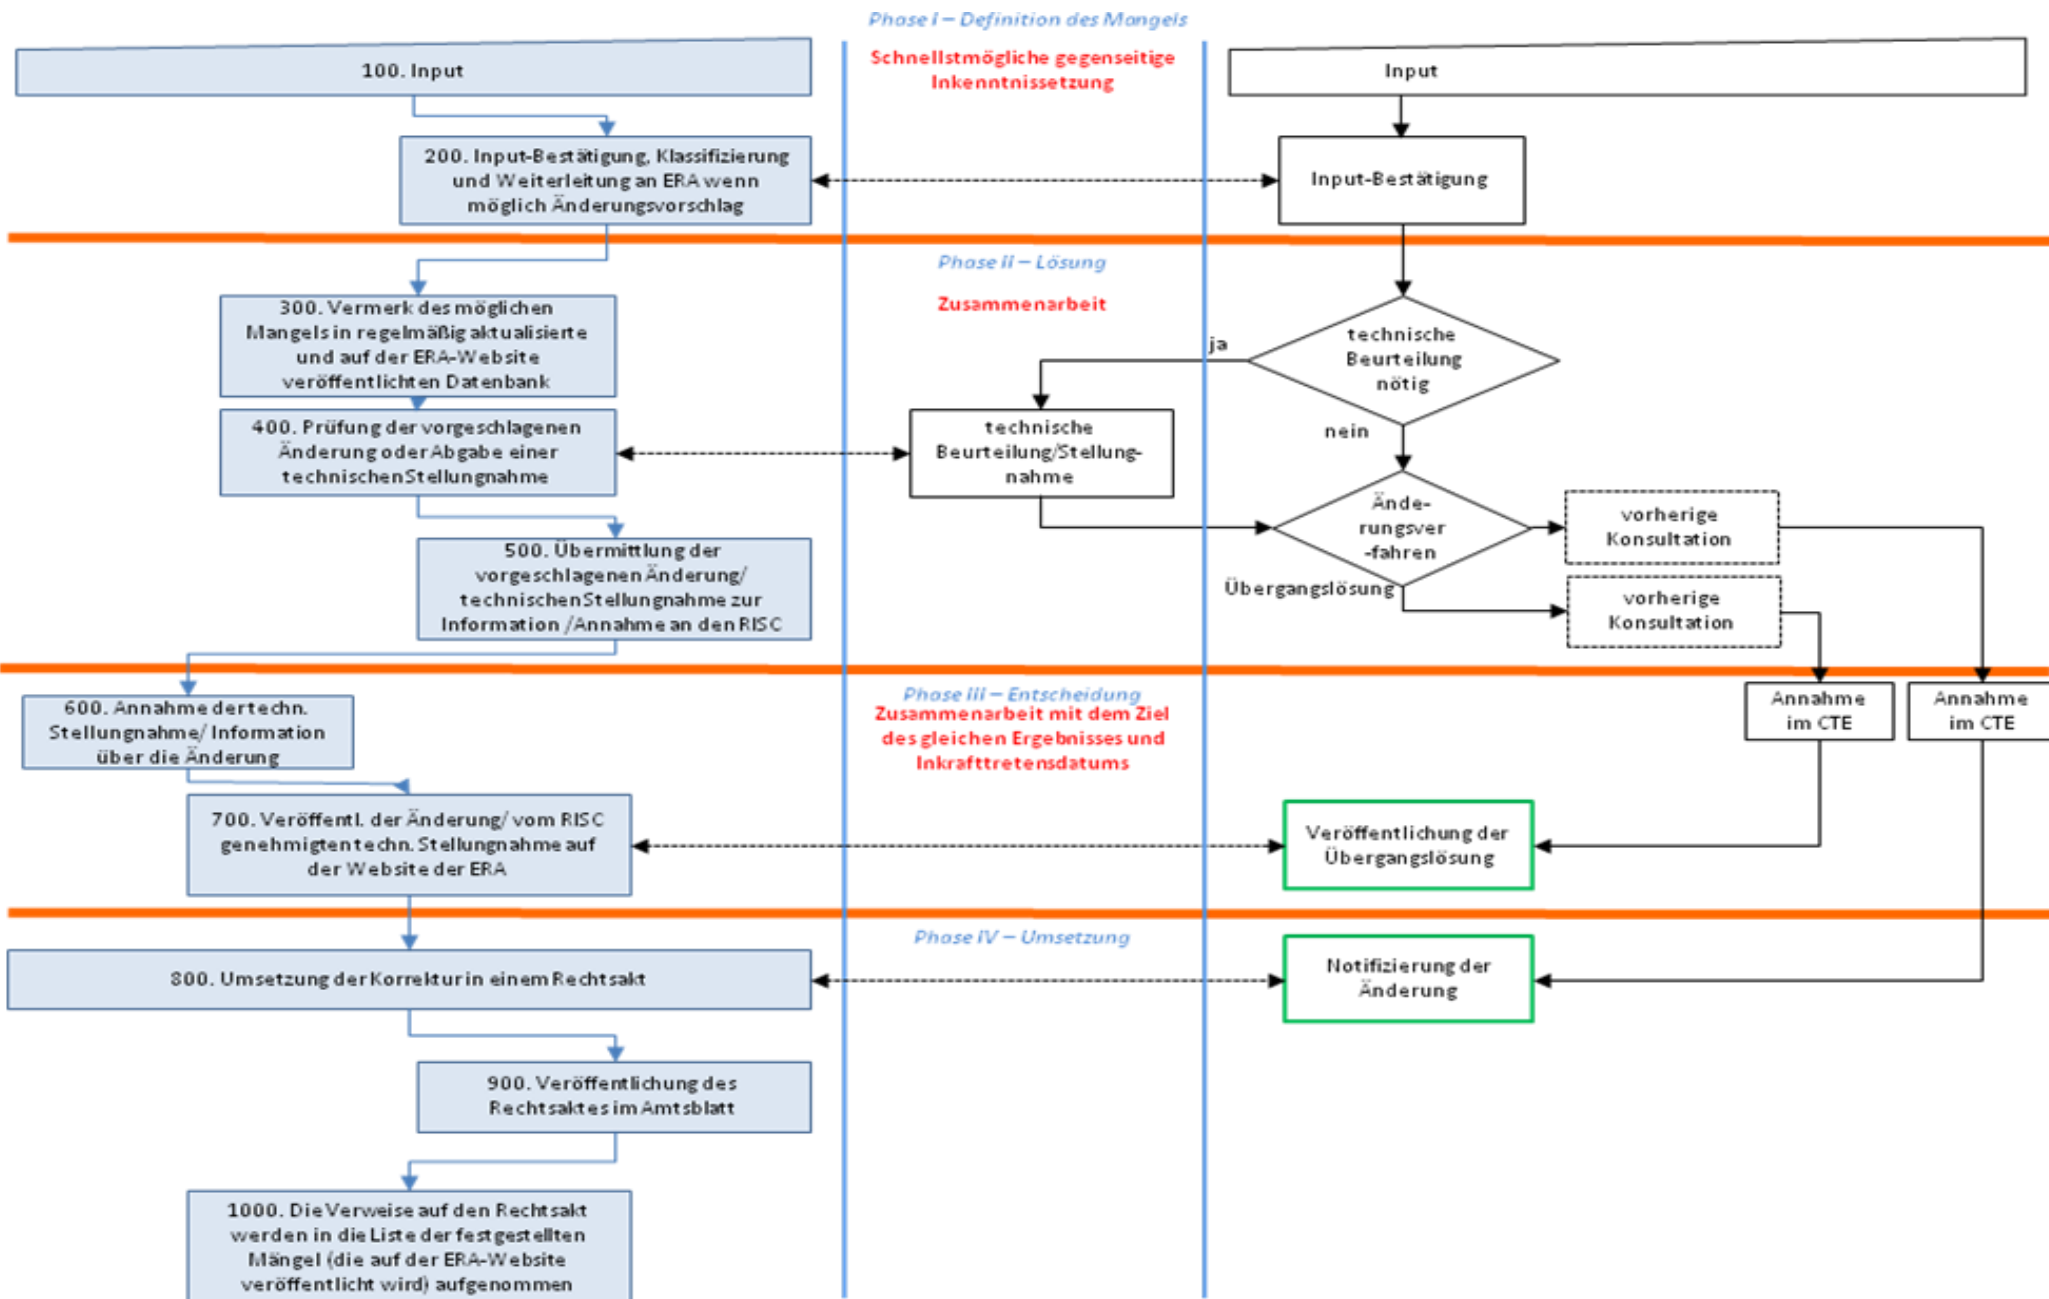 Phase I – Definition des Mangels
Schnellstmögliche gegenseitige
Inkenntnissetzung
100. Input
Input
200. Input-Bestätigung, Klassifizierung
und Weiterleitung an ERA wenn
möglich Änderungsvorschlag
Input-Bestätigung
Phase II – Lösung
Zusammenarbeit
300. Vermerk des möglichen
Mangels in regelmäßig aktualisierte
und auf der ERA-Website
veröffentlichten Datenbank
ja
technische
Beurteilung
nötig
nein
400. Prüfung der vorgeschlagenen
Änderung oder Abgabe einer
technischen Stellungnahme
technische
Beurteilung/Stellung-
nahme
Ände-
rungsver
-fahren
vorherige
Konsultation
500. Übermittlung der
vorgeschlagenen Änderung/
technischen Stellungnahme zur
Information /Annahme an den RISC
Übergangslösung
vorherige
Konsultation
Phase III – Entscheidung
Zusammenarbeit mit dem Ziel
des gleichen Ergebnisses und
Inkrafttretensdatums
600. Annahme der techn.
Stellungnahme/ Information
über die Änderung
Annahme
im CTE
Annahme
im CTE
700. Veröffentl. der Änderung/ vom RISC
genehmigten techn. Stellungnahme auf
der Website der ERA
Veröffentlichung der
Übergangslösung
Phase IV – Umsetzung
800. Umsetzung der Korrektur in einem Rechtsakt
Notifizierung der
Änderung
900. Veröffentlichung des
Rechtsaktes im Amtsblatt
1000. Die Verweise auf den Rechtsakt
werden in die Liste der festgestellten
Mängel (die auf der ERA-Website
veröffentlicht wird) aufgenommen